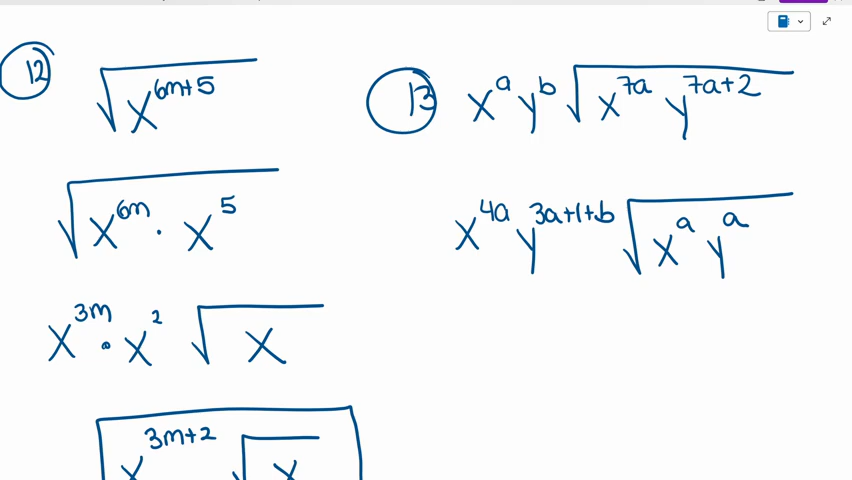 12
√(x^(6m+5))
√(x^(6m) · x^5)
x^(3m) · x^2 √x
x^(3m+2) √x
13
x^a y^b √(x^(7a) y^(7a+2))
x^(4a) y^(3a+1+b) √(x^a y^a)